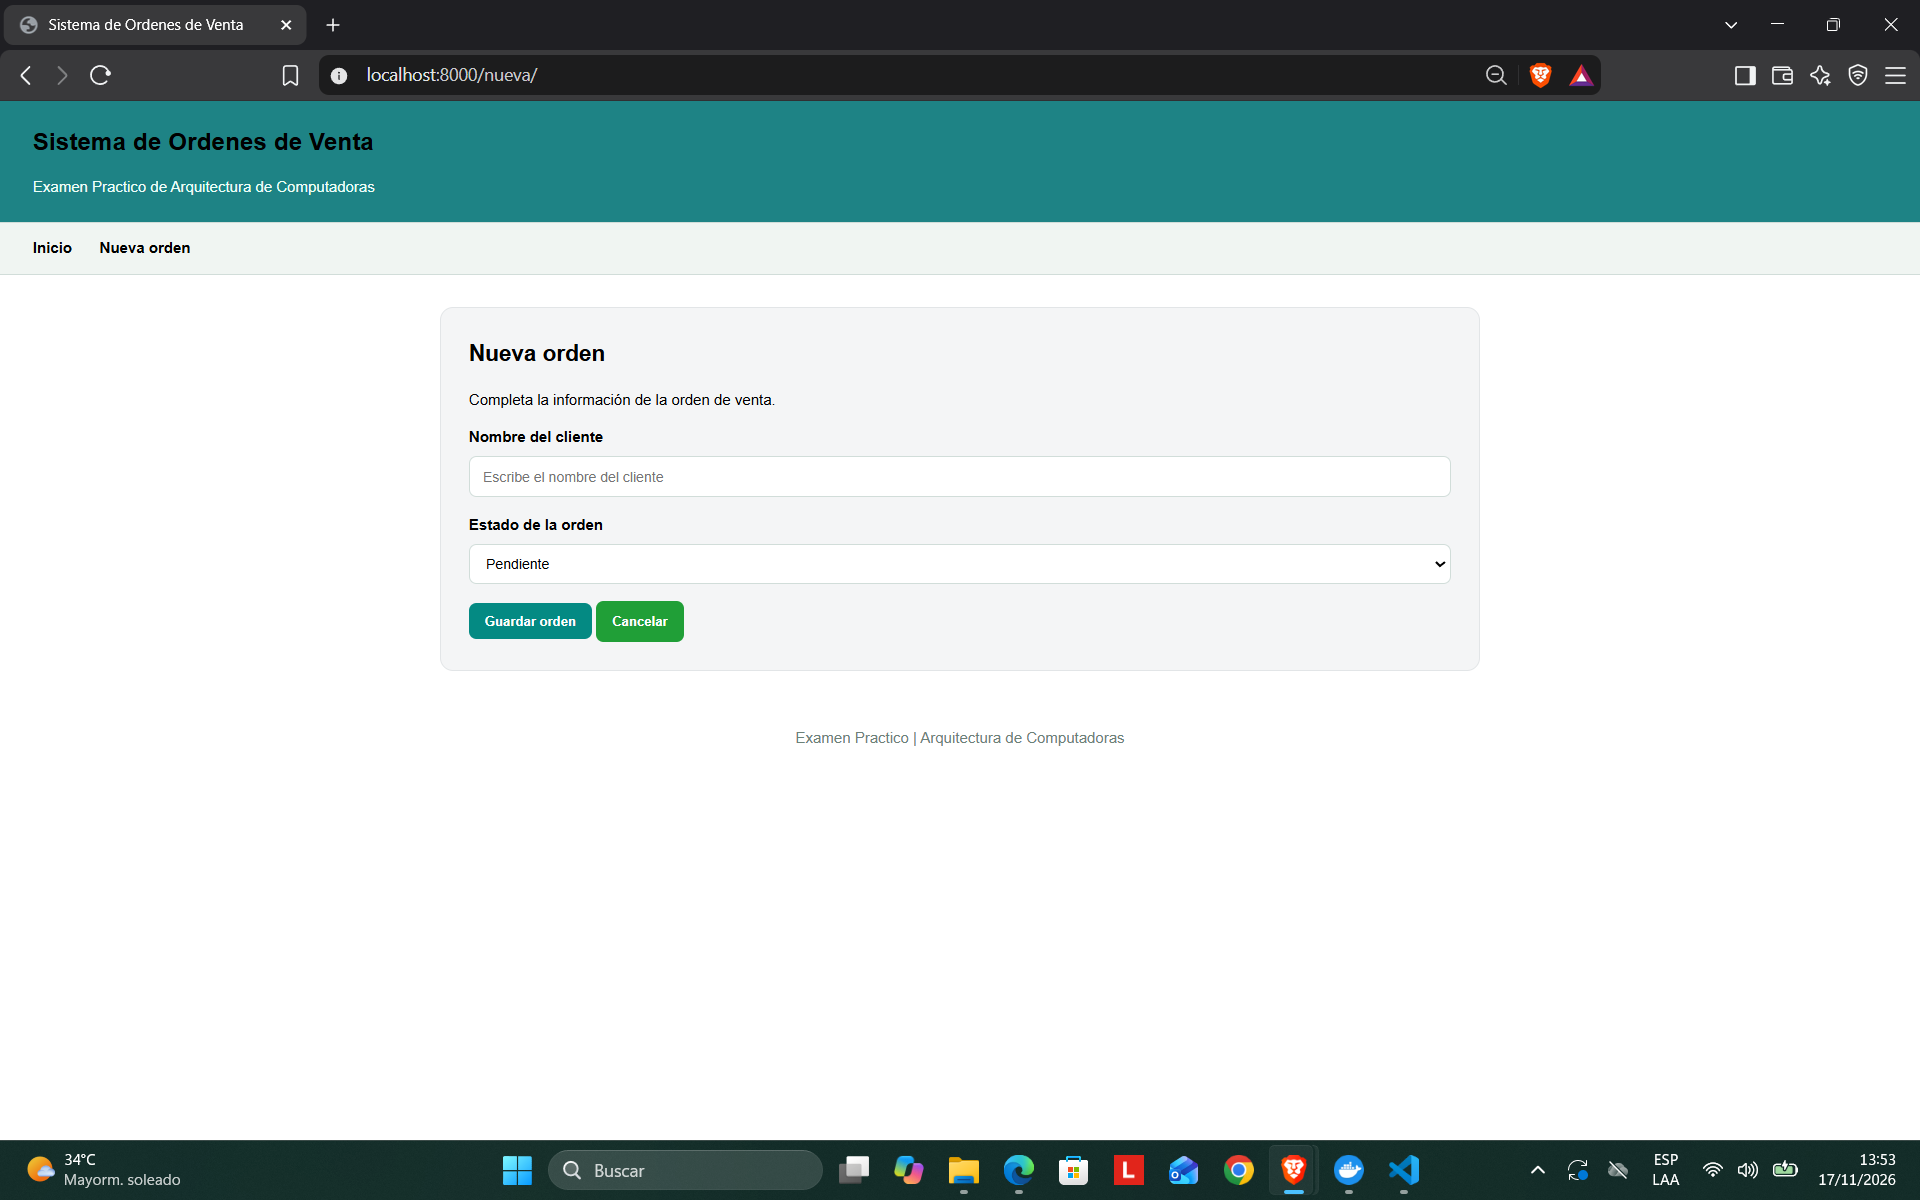 Sistema de Ordenes de Venta
localhost:8000/nueva/
Sistema de Ordenes de Venta
Examen Practico de Arquitectura de Computadoras
Inicio Nueva orden
Nueva orden
Completa la información de la orden de venta.
Nombre del cliente
Escribe el nombre del cliente
Estado de la orden
Pendiente
Guardar orden Cancelar
Examen Practico | Arquitectura de Computadoras
34°C
Mayorm. soleado
Buscar
L
ESP
LAA
13:53
17/11/2026